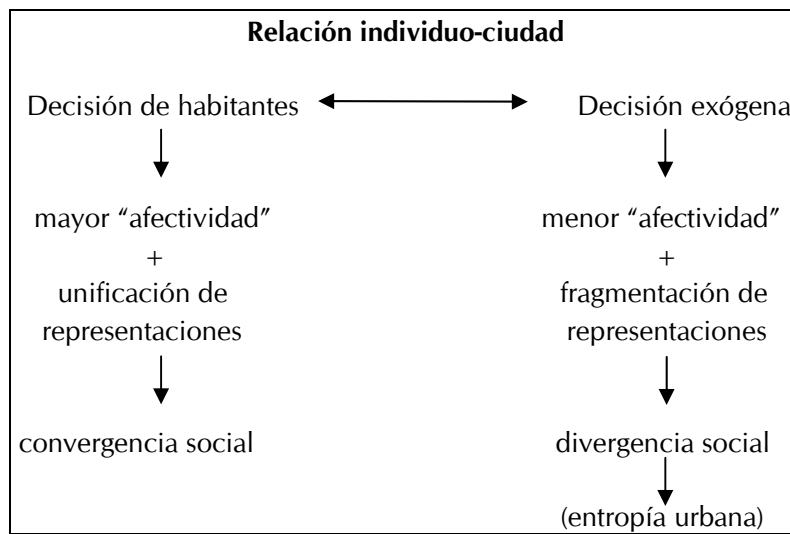 Relación individuo-ciudad
Decisión de habitantes
Decisión exógena
mayor “afectividad”
menor “afectividad”
+
+
unificación de
fragmentación de
representaciones
representaciones
convergencia social
divergencia social
(entropía urbana)